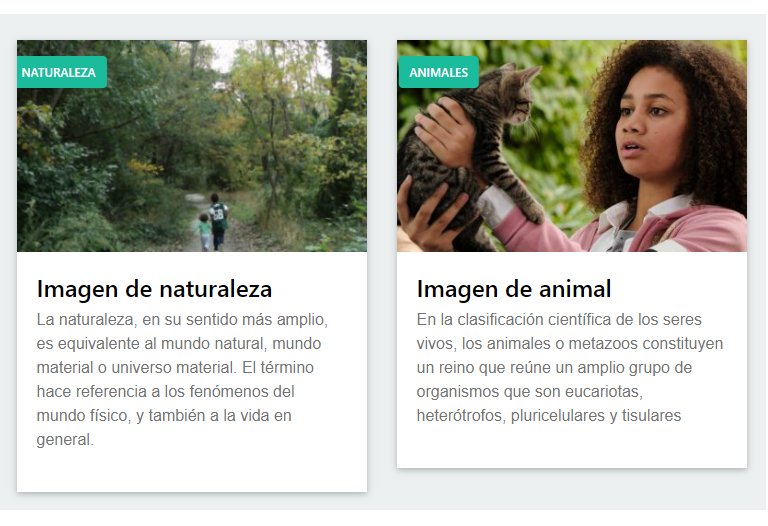 NATURALEZA
Imagen de naturaleza
La naturaleza, en su sentido más amplio,
es equivalente al mundo natural, mundo
material o universo material. El término
hace referencia a los fenómenos del
mundo físico, y también a la vida en
general.
ANIMALES
Imagen de animal
En la clasificación científica de los seres
vivos, los animales o metazoos constituyen
un reino que reúne un amplio grupo de
organismos que son eucariotas,
heterótrofos, pluricelulares y tisulares